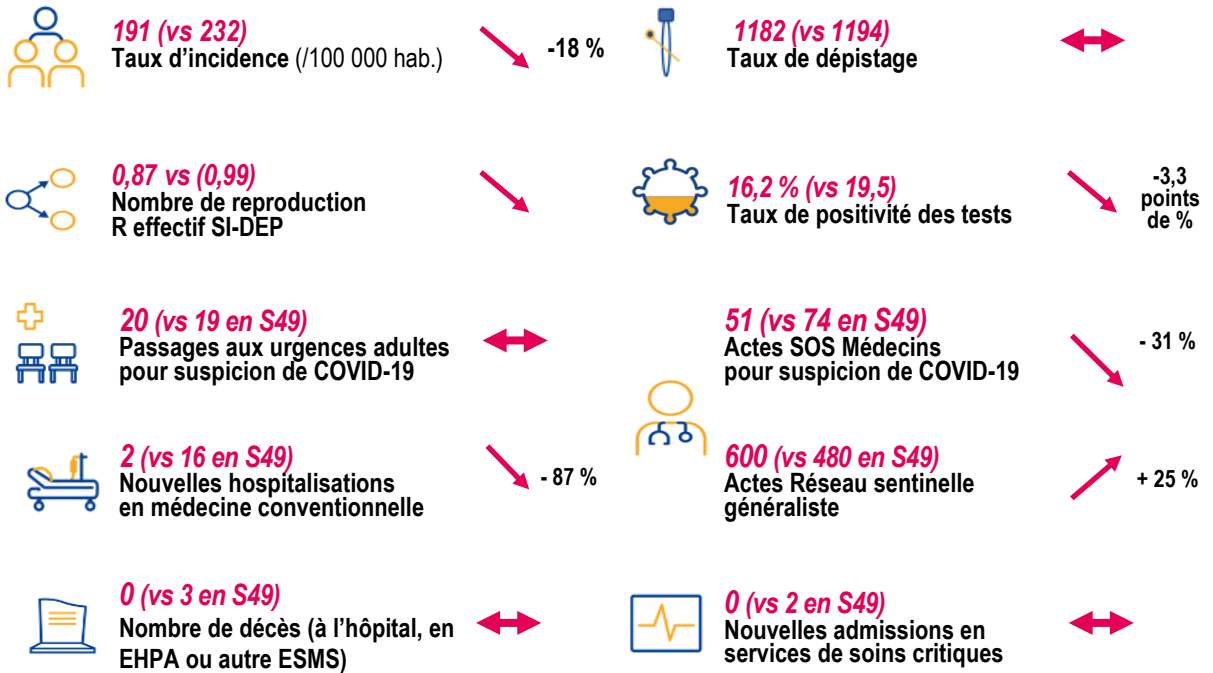 191 (vs 232)
Taux d’incidence (/100 000 hab.)
-18 %
1182 (vs 1194)
Taux de dépistage
0,87 vs (0,99)
Nombre de reproduction
R effectif SI-DEP
16,2 % (vs 19,5)
Taux de positivité des tests
-3,3
points
de %
20 (vs 19 en S49)
Passages aux urgences adultes
pour suspicion de COVID-19
51 (vs 74 en S49)
Actes SOS Médecins
pour suspicion de COVID-19
- 31 %
2 (vs 16 en S49)
Nouvelles hospitalisations
en médecine conventionnelle
- 87 %
600 (vs 480 en S49)
Actes Réseau sentinelle
généraliste
+ 25 %
0 (vs 3 en S49)
Nombre de décès (à l’hôpital, en
EHPA ou autre ESMS)
0 (vs 2 en S49)
Nouvelles admissions en
services de soins critiques